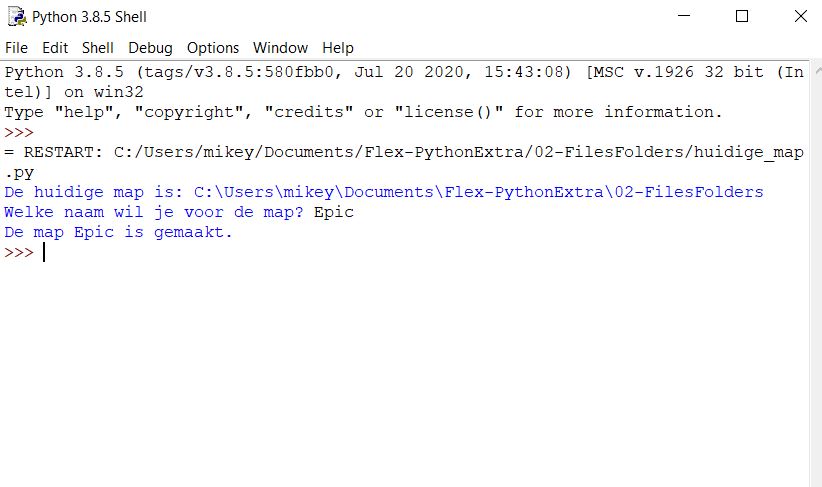 Python 3.8.5 Shell
File Edit Shell Debug Options Window Help
Python 3.8.5 (tags/v3.8.5:580fbb0, Jul 20 2020, 15:43:08) [MSC v.1926 32 bit (In
tel)] on win32
Type "help", "copyright", "credits" or "license()" for more information.
>>>
= RESTART: C:/Users/mikey/Documents/Flex-PythonExtra/02-FilesFolders/huidige_map
.py
De huidige map is: C:\Users\mikey\Documents\Flex-PythonExtra\02-FilesFolders
Welke naam wil je voor de map? Epic
De map Epic is gemaakt.
>>>